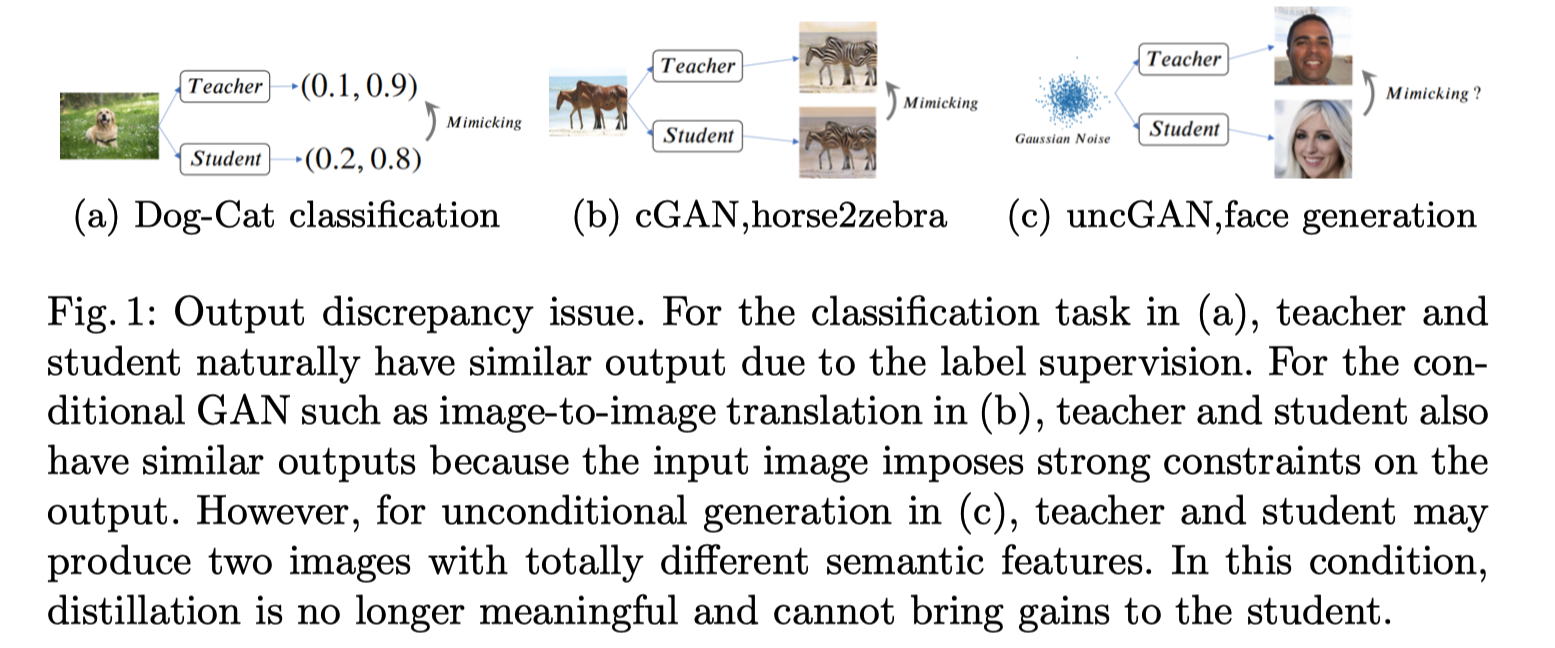 Teacher
(0.1, 0.9)
Mimicking
Student
(0.2, 0.8)
(a) Dog-Cat classification
Teacher
Mimicking
Student
(b) cGAN,horse2zebra
Teacher
Mimicking ?
Gaussian Noise
Student
(c) uncGAN,face generation
Fig. 1: Output discrepancy issue. For the classification task in (a), teacher and
student naturally have similar output due to the label supervision. For the con-
ditional GAN such as image-to-image translation in (b), teacher and student also
have similar outputs because the input image imposes strong constraints on the
output. However, for unconditional generation in (c), teacher and student may
produce two images with totally different semantic features. In this condition,
distillation is no longer meaningful and cannot bring gains to the student.